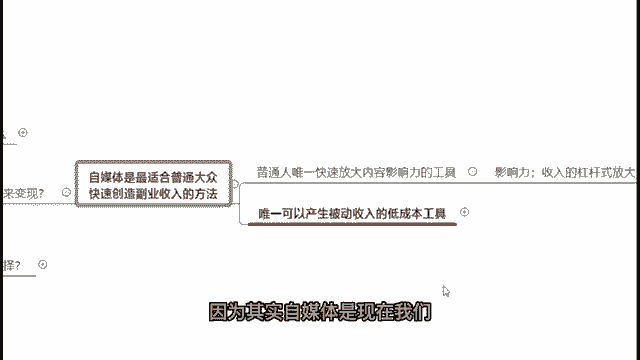 普通人唯一快速放大内容影响力的工具
影响力；收入的杠杆式放大
自媒体是最适合普通大众
快速创造副业收入的方法
来变现?
唯一可以产生被动收入的低成本工具
择?
因为其实自媒体是现在我们